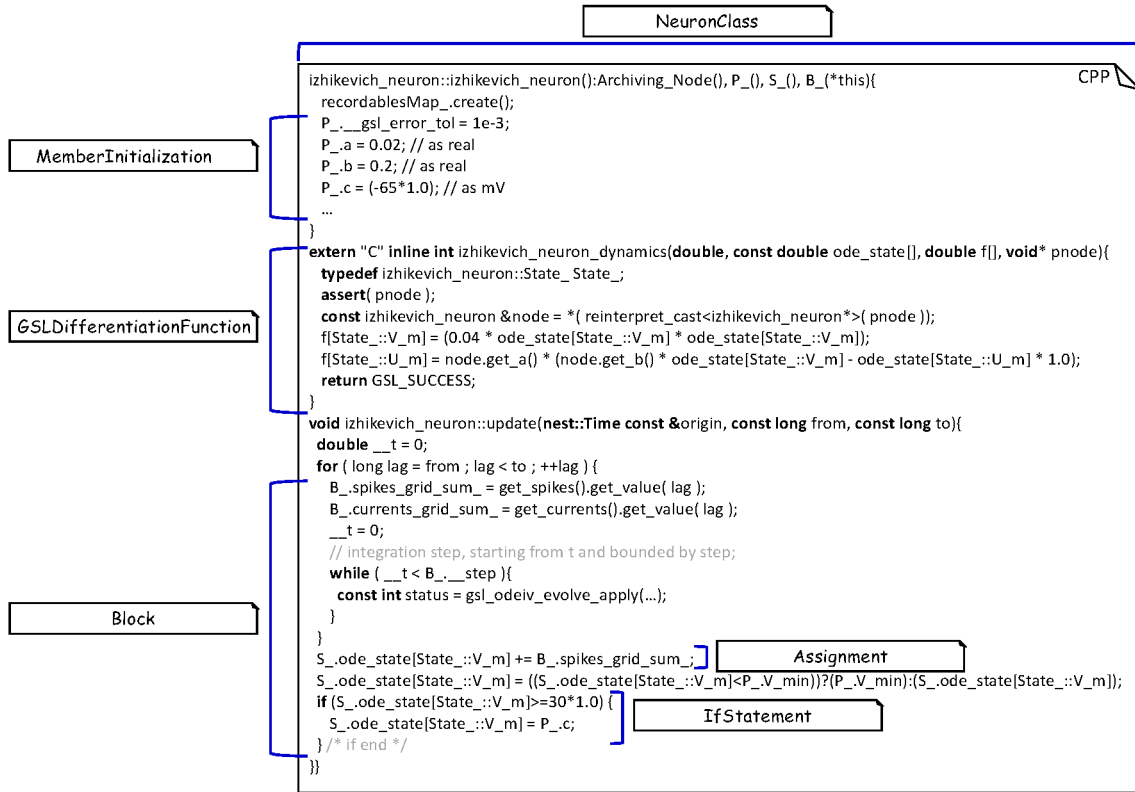 NeuronClass
CPP
izhikevich_neuron::izhikevich_neuron():Archiving_Node(), P_(), S_(), B_(*this){
recordablesMap_.create();
P_.__gsl_error_tol = 1e-3;
P_.a = 0.02; // as real
P_.b = 0.2; // as real
P_.c = (-65*1.0); // as mV
...
}
MemberInitialization
extern "C" inline int izhikevich_neuron_dynamics(double, const double ode_state[], double f[], void* pnode){
typedef izhikevich_neuron::State_ State_;
assert( pnode );
const izhikevich_neuron &node = *( reinterpret_cast<izhikevich_neuron*>( pnode ));
f[State_::V_m] = (0.04 * ode_state[State_::V_m] * ode_state[State_::V_m]);
f[State_::U_m] = node.get_a() * (node.get_b() * ode_state[State_::V_m] - ode_state[State_::U_m] * 1.0);
return GSL_SUCCESS;
}
GSLDifferentiationFunction
void izhikevich_neuron::update(nest::Time const &origin, const long from, const long to){
double __t = 0;
for ( long lag = from ; lag < to ; ++lag ) {
B_.spikes_grid_sum_ = get_spikes().get_value( lag );
B_.currents_grid_sum_ = get_currents().get_value( lag );
__t = 0;
// integration step, starting from t and bounded by step;
while ( __t < B_.__step ){
const int status = gsl_odeiv_evolve_apply(...);
}
}
Block
S_.ode_state[State_::V_m] += B_.spikes_grid_sum_;
Assignment
S_.ode_state[State_::V_m] = ((S_.ode_state[State_::V_m]<P_.V_min))?(P_.V_min):(S_.ode_state[State_::V_m]);
if (S_.ode_state[State_::V_m]>=30*1.0) {
S_.ode_state[State_::V_m] = P_.c;
} /* if end */
IfStatement
}}